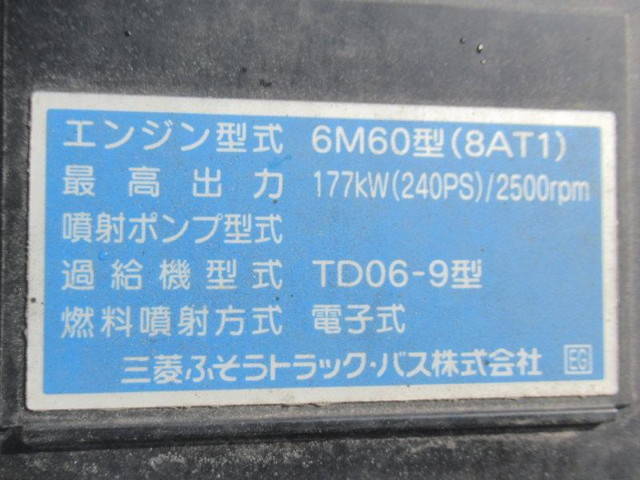 エンジン型式 6M60型(8AT1)
最高出力 177kW(240PS)/2500rpm
噴射ポンプ型式
過給機型式 TD06-9型
燃料噴射方式 電子式
三菱ふそうトラック・バス株式会社 EG